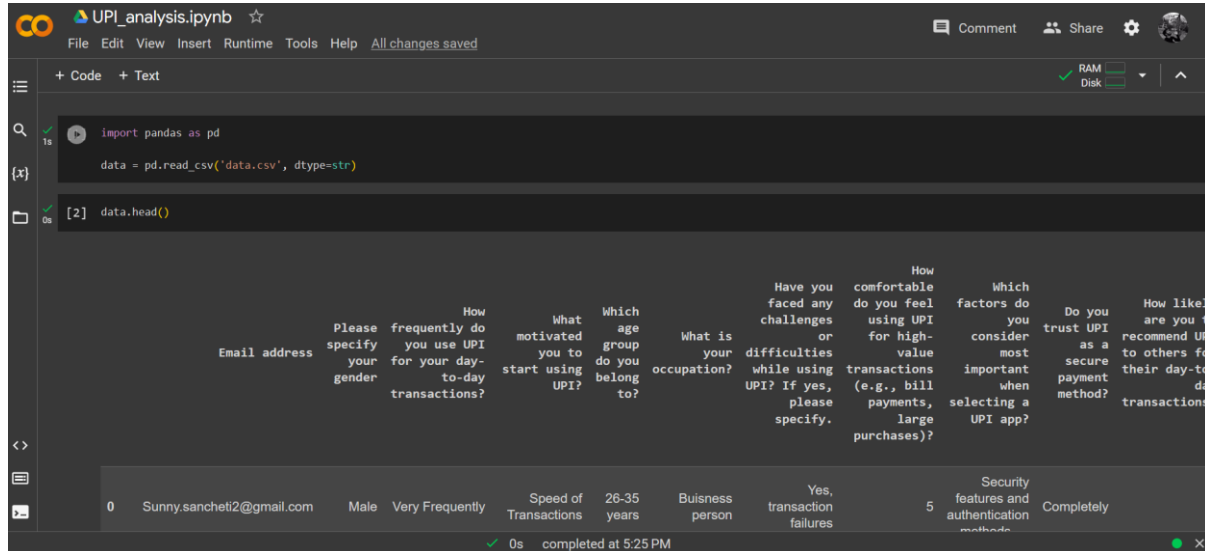 UPI_analysis.ipynb
Comment
Share
File Edit View Insert Runtime Tools Help All changes saved
+ Code + Text
RAM
Disk
1s
import pandas as pd
data = pd.read_csv('data.csv', dtype=str)
{x}
0s
[2] data.head()
Email address
Please
specify
your
gender
How
frequently do
you use UPI
for your day-
to-day
transactions?
What
motivated
you to
start using
UPI?
Which
age
group
do you
belong
to?
What is
your
occupation?
Have you
faced any
challenges
or
difficulties
while using
UPI? If yes,
please
specify.
How
comfortable
do you feel
using UPI
for high-
value
transactions
(e.g., bill
payments,
large
purchases)?
Which
factors do
you
consider
most
important
when
selecting a
UPI app?
Do you
trust UPI
as a
secure
payment
method?
How likel
are you t
recommend UP
to others fo
their day-to
da
transactions
0
Sunny.sancheti2@gmail.com
Male
Very Frequently
Speed of
Transactions
26-35
years
Buisness
person
Yes,
transaction
failures
5
Security
features and
authentication
methods
Completely
0s completed at 5:25 PM